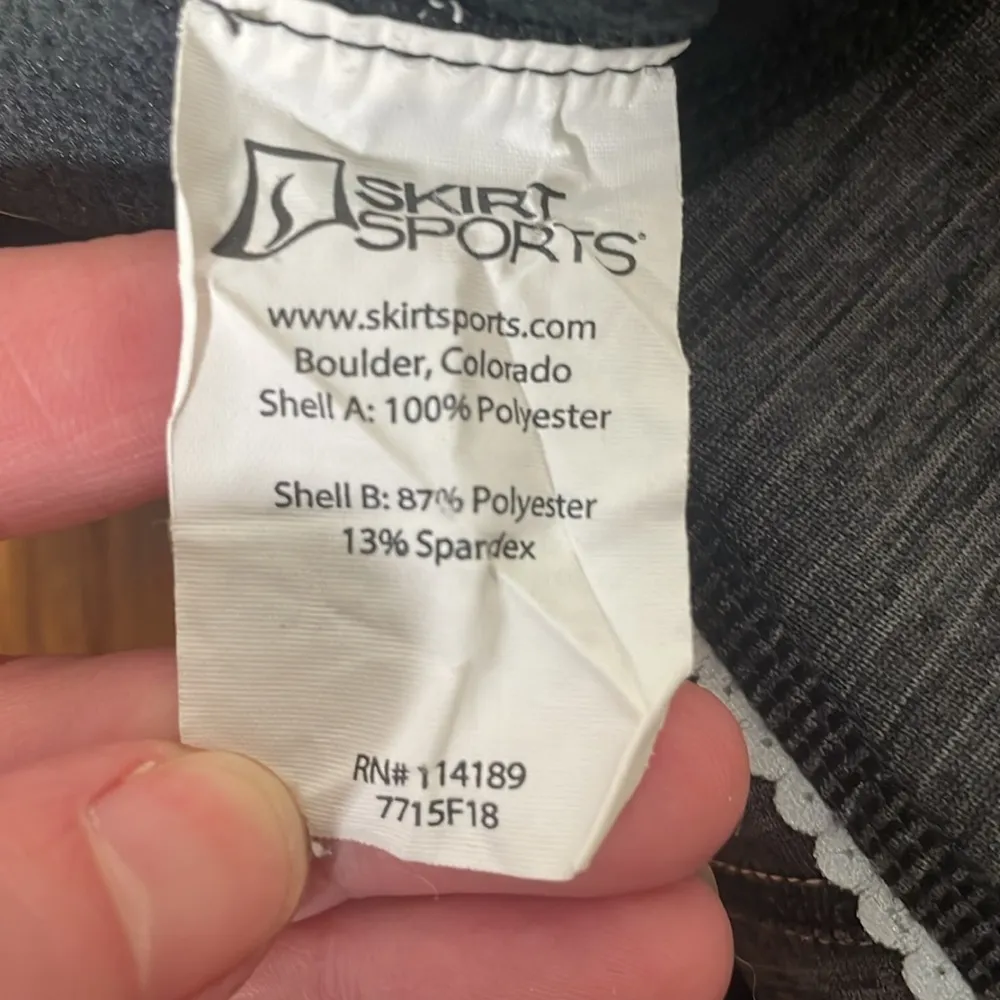 SKIRT
SPORTS
www.skirtsports.com
Boulder, Colorado
Shell A: 100% Polyester
Shell B: 87% Polyester
13% Spandex
RN# 114189
7715F18